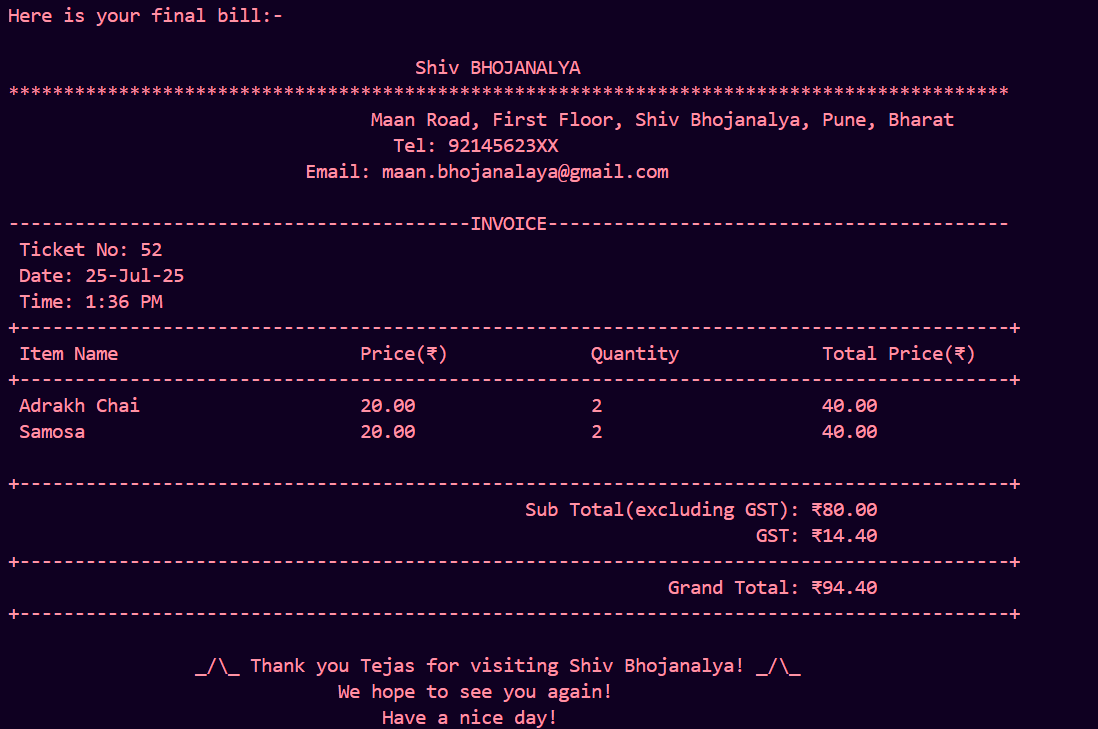 Here is your final bill:-
Shiv BHOJANALYA
*******************************************************************************************
Maan Road, First Floor, Shiv Bhojanalya, Pune, Bharat
Tel: 92145623XX
Email: maan.bhojanalaya@gmail.com
------------------------------------------INVOICE------------------------------------------
Ticket No: 52
Date: 25-Jul-25
Time: 1:36 PM
+------------------------------------------------------------------------------------------+
Item Name Price(₹) Quantity Total Price(₹)
+------------------------------------------------------------------------------------------+
Adrakh Chai 20.00 2 40.00
Samosa 20.00 2 40.00
+------------------------------------------------------------------------------------------+
Sub Total(excluding GST): ₹80.00
GST: ₹14.40
+------------------------------------------------------------------------------------------+
Grand Total: ₹94.40
+------------------------------------------------------------------------------------------+
_/\_ Thank you Tejas for visiting Shiv Bhojanalya! _/\_
We hope to see you again!
Have a nice day!